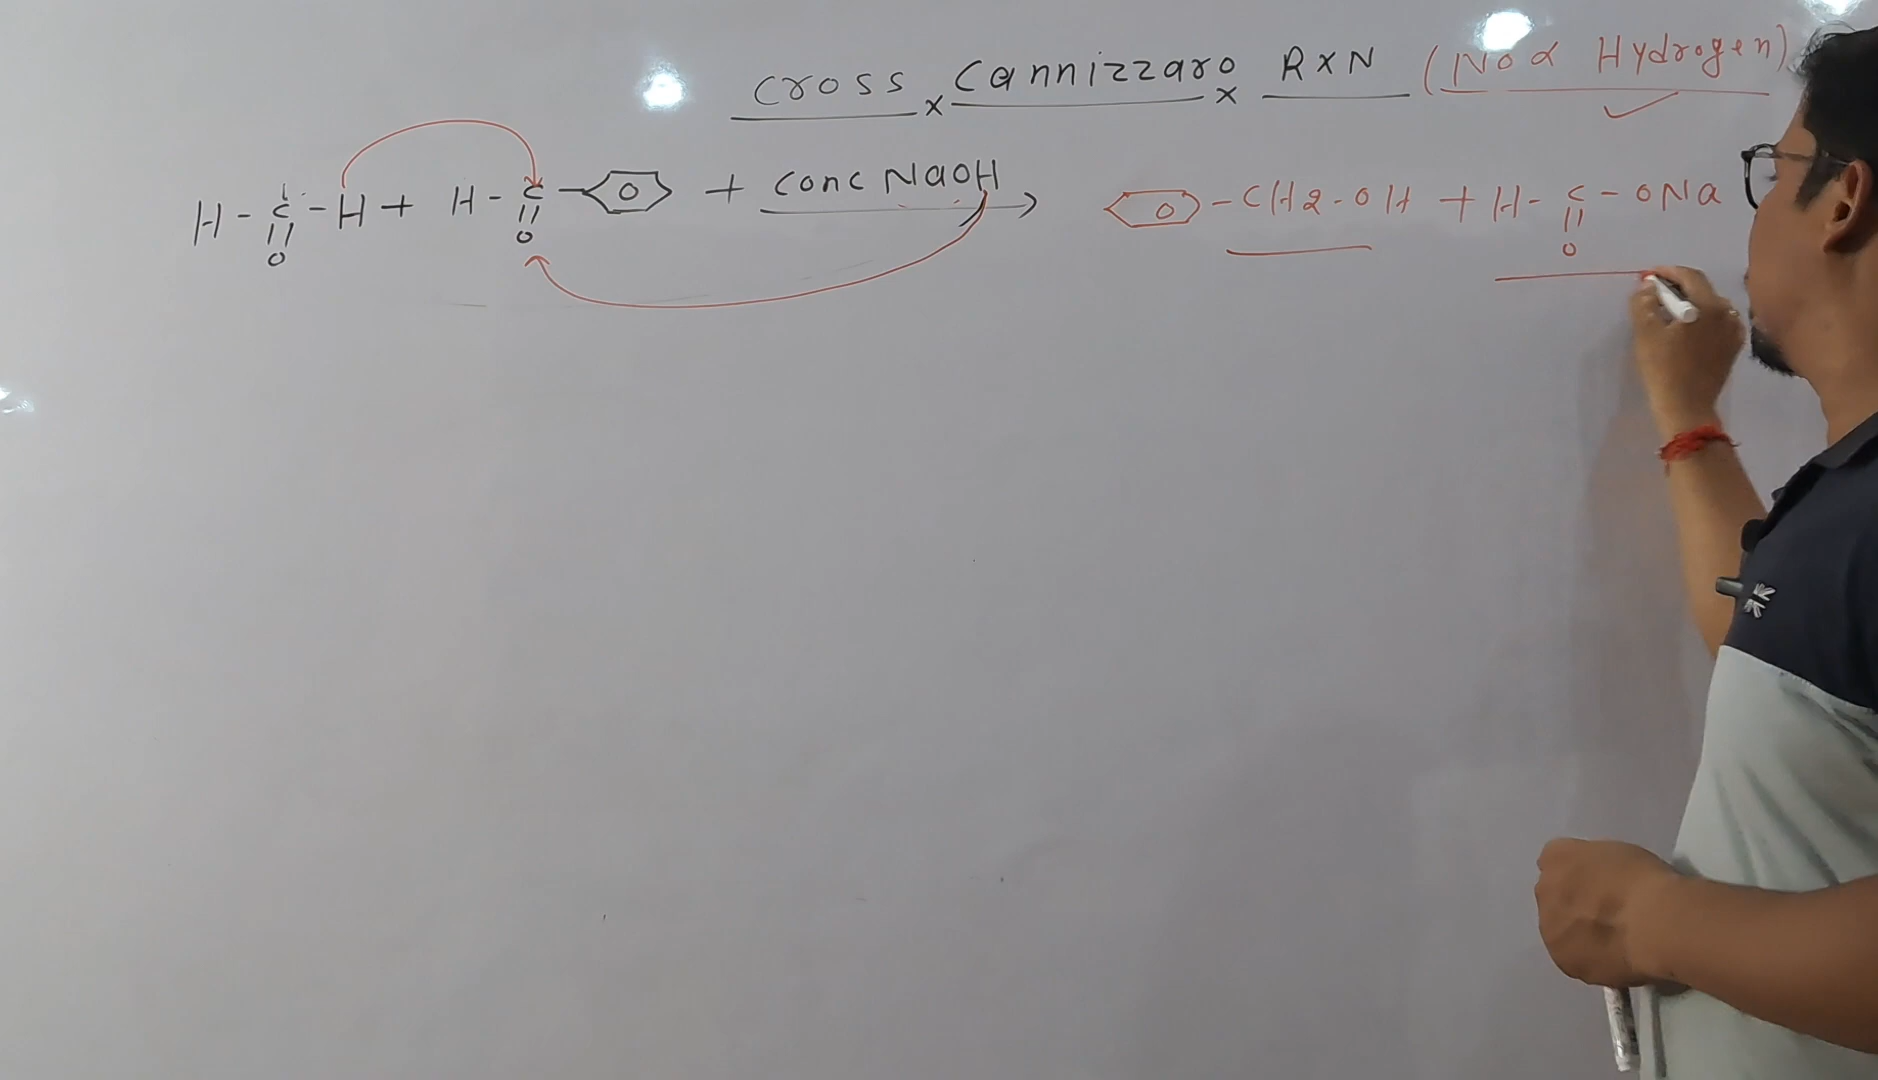 Cross Cannizzaro RXN (No α Hydrogen)
H - C - H + H - C - + Conc NaOH → - CH2 - OH + H - C - ONa
O O O